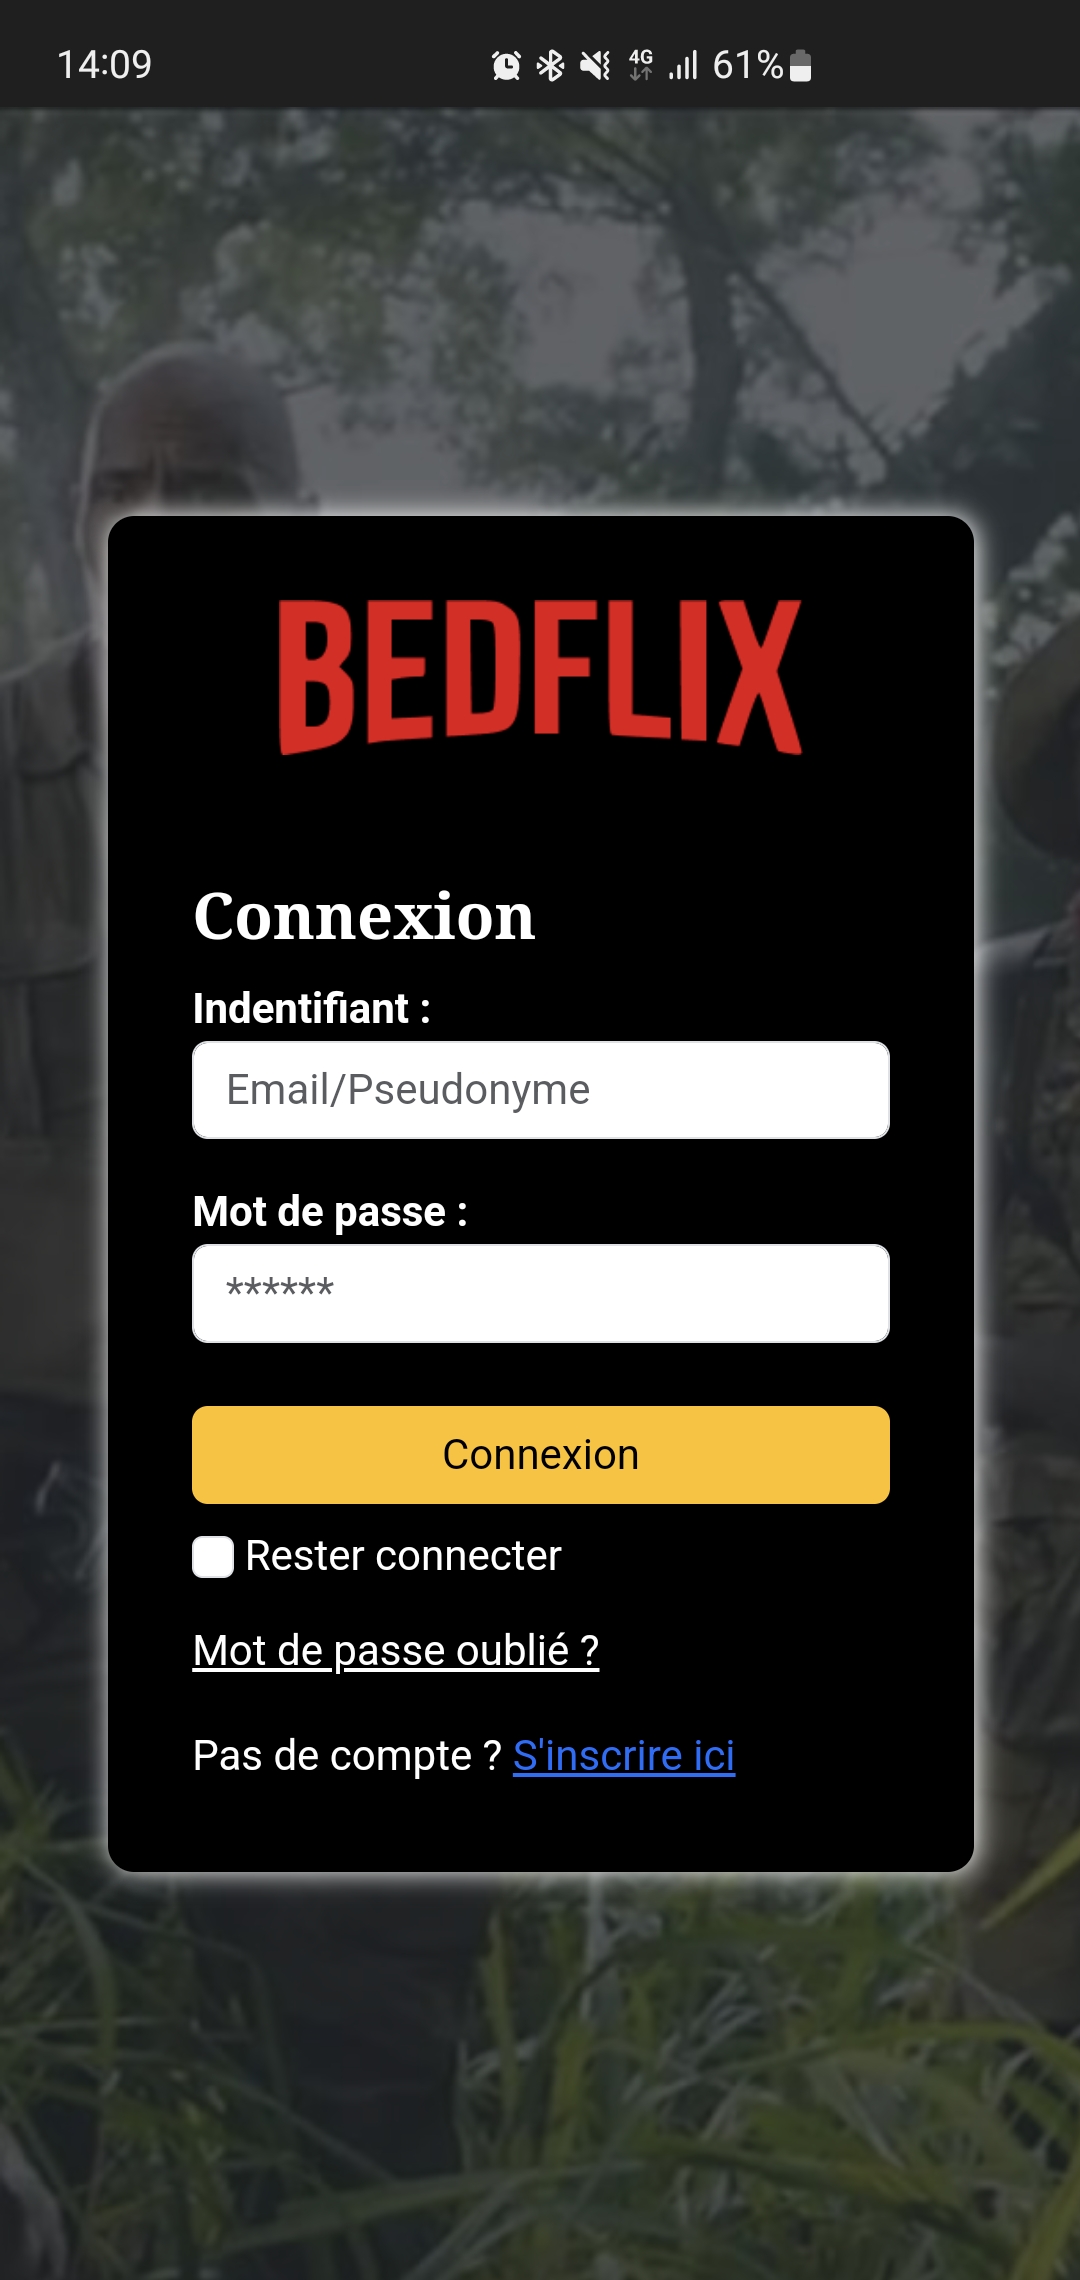 14:09 4G 61%
BEDFLIX
Connexion
Indentifiant :
Email/Pseudonyme
Mot de passe :
******
Connexion
Rester connecter
Mot de passe oublié ?
Pas de compte ? S'inscrire ici